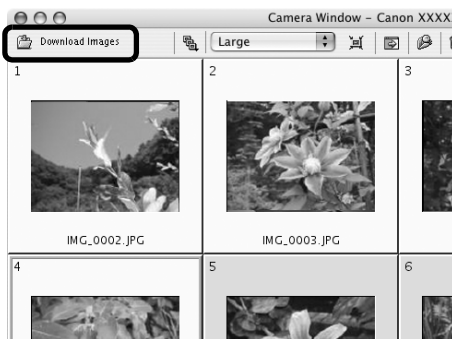 Camera Window – Canon XXXX
Download Images
Large
1
2
3
IMG_0002.JPG
IMG_0003.JPG
4
5
6